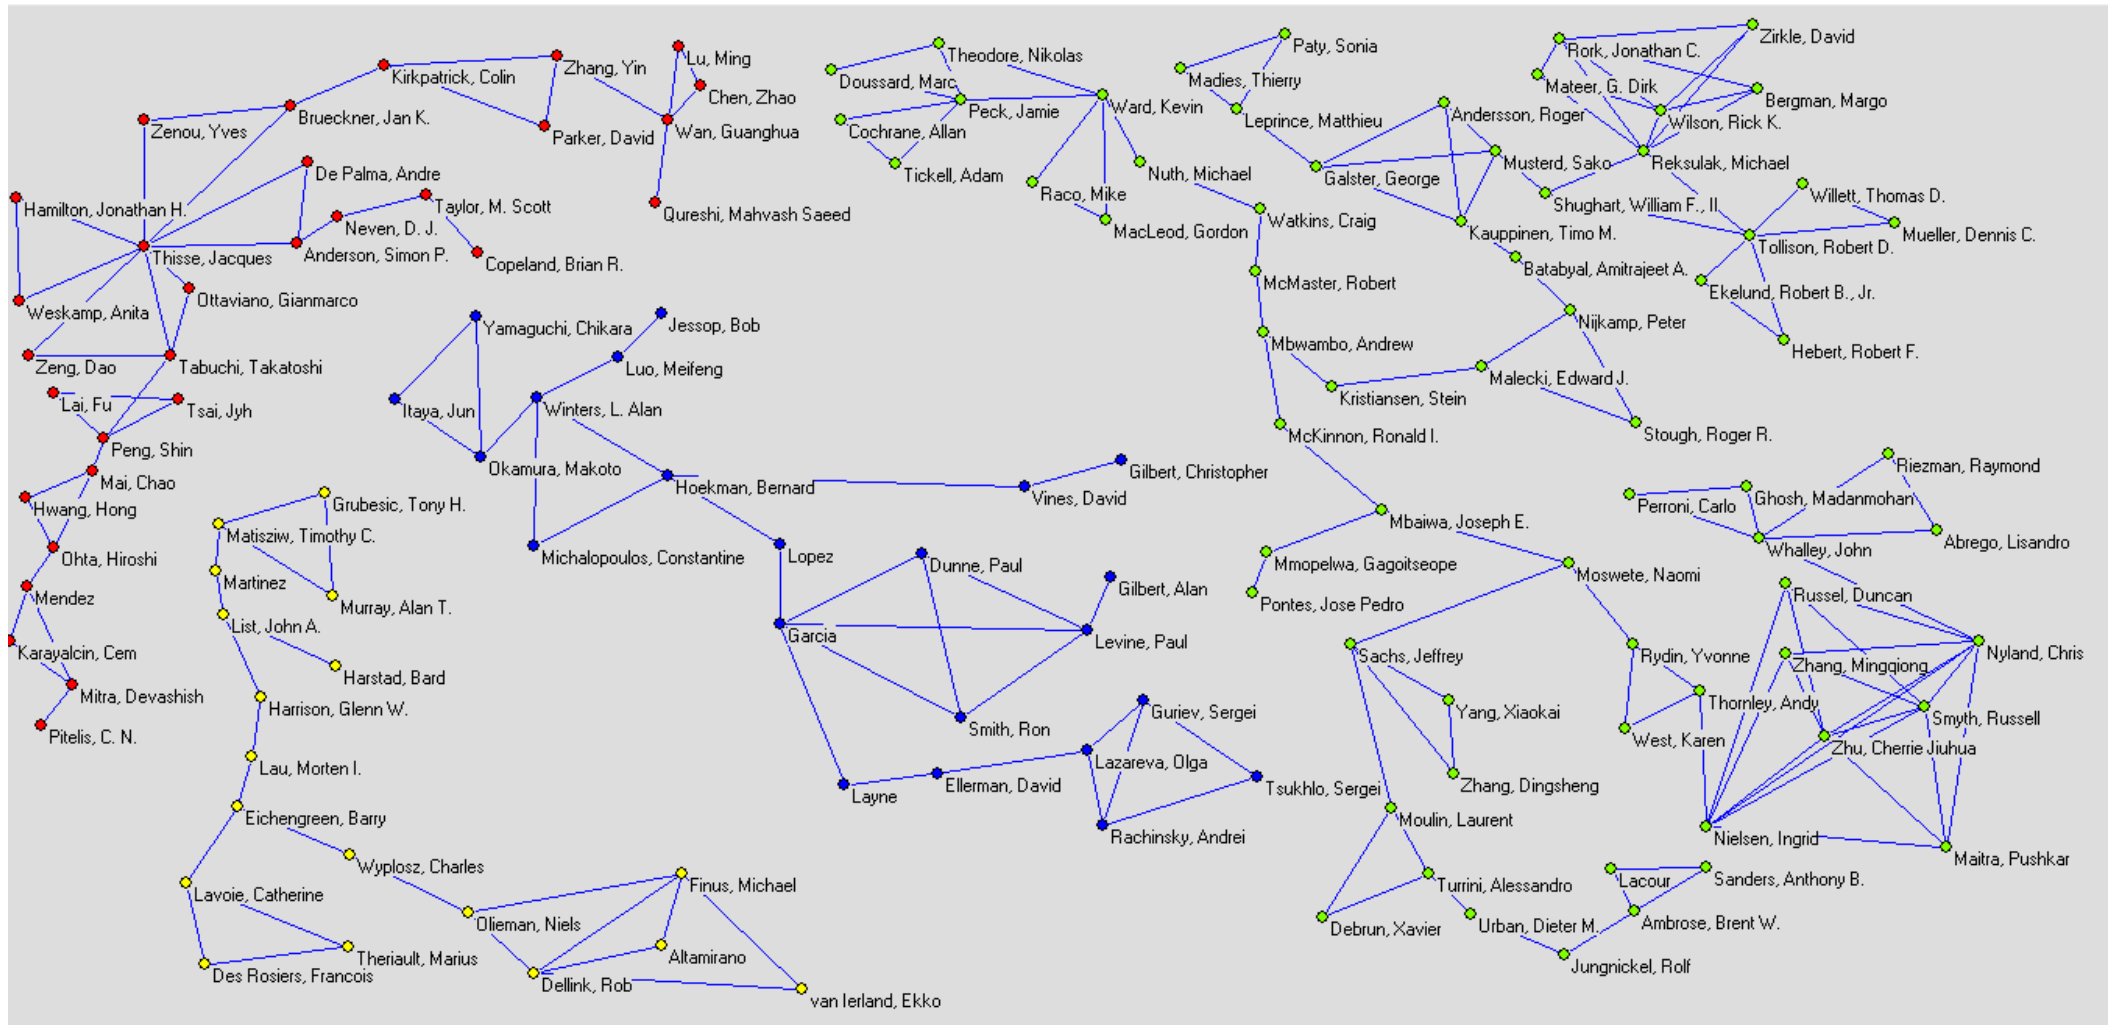 Zirkle, David
Lu, Ming
Paty, Sonia
Rork, Jonathan C.
Theodore, Nikolas
Zhang, Yin
Kirkpatrick, Colin
Doussard, Marc
Madies, Thierry
Mateer, G. Dirk
Chen, Zhao
Bergman, Margo
Peck, Jamie
Ward, Kevin
Andersson, Roger
Brueckner, Jan K.
Leprince, Matthieu
Wilson, Rick K.
Zenou, Yves
Parker, David
Wan, Guanghua
Cochrane, Allan
Musterd, Sako
Reksulak, Michael
De Palma, Andre
Tickell, Adam
Nuth, Michael
Galster, George
Raco, Mike
Willett, Thomas D.
Shughart, William F., II
Hamilton, Jonathan H.
Taylor, M. Scott
Qureshi, Mahvash Saeed
Watkins, Craig
Neven, D. J.
MacLeod, Gordon
Kauppinen, Timo M.
Mueller, Dennis C.
Tollison, Robert D.
Thisse, Jacques
Anderson, Simon P.
Copeland, Brian R.
Batabyal, Amitrajeet A.
McMaster, Robert
Ekelund, Robert B., Jr.
Ottaviano, Gianmarco
Weskamp, Anita
Yamaguchi, Chikara
Jessop, Bob
Nijkamp, Peter
Mbwambo, Andrew
Hebert, Robert F.
Zeng, Dao
Tabuchi, Takatoshi
Luo, Meifeng
Malecki, Edward J.
Kristiansen, Stein
Lai, Fu
Tsai, Jyh
Itaya, Jun
Winters, L. Alan
McKinnon, Ronald I.
Stough, Roger R.
Peng, Shin
Okamura, Makoto
Gilbert, Christopher
Riezman, Raymond
Mai, Chao
Hoekman, Bernard
Vines, David
Ghosh, Madanmohan
Perroni, Carlo
Hwang, Hong
Grubesic, Tony H.
Matisziw, Timothy C.
Mbaiwa, Joseph E.
Abrego, Lisandro
Whalley, John
Ohta, Hiroshi
Michalopoulos, Constantine
Lopez
Dunne, Paul
Mmopelwa, Gagoitseope
Moswete, Naomi
Martinez
Gilbert, Alan
Russel, Duncan
Mendez
Murray, Alan T.
Pontes, Jose Pedro
List, John A.
Garcia
Levine, Paul
Karayalcin, Cem
Sachs, Jeffrey
Rydin, Yvonne
Zhang, Mingqiong
Nyland, Chris
Harstad, Bard
Mitra, Devashish
Harrison, Glenn W.
Guriev, Sergei
Yang, Xiaokai
Thornley, Andy
Smyth, Russell
Pitelis, C. N.
Smith, Ron
West, Karen
Zhu, Cherrie Jiuhua
Lazareva, Olga
Lau, Morten I.
Layne
Ellerman, David
Tsukhlo, Sergei
Zhang, Dingsheng
Eichengreen, Barry
Rachinsky, Andrei
Moulin, Laurent
Nielsen, Ingrid
Maitra, Pushkar
Wyplosz, Charles
Lavoie, Catherine
Finus, Michael
Turrini, Alessandro
Lacour
Sanders, Anthony B.
Olieman, Niels
Debrun, Xavier
Urban, Dieter M.
Ambrose, Brent W.
Theriault, Marius
Altamirano
Des Rosiers, Francois
Dellink, Rob
Jungnickel, Rolf
van Ierland, Ekko